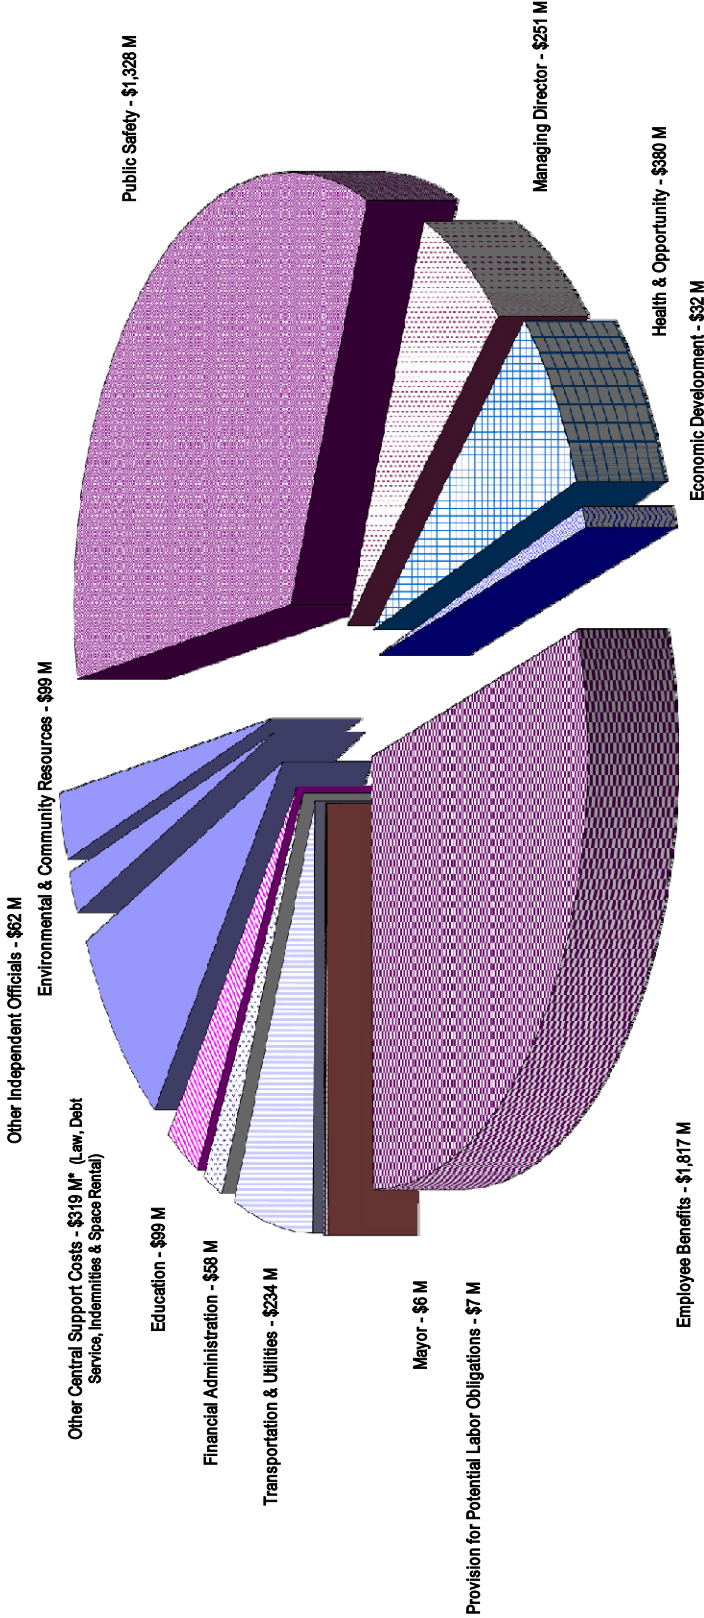 Public Safety - $1,328 M
Managing Director - $251 M
Health & Opportunity - $380 M
Economic Development - $32 M
Environmental & Community Resources - $99 M
Other Independent Officials - $62 M
Other Central Support Costs - $319 M* (Law, Debt
Service, Indemnities & Space Rental)
Education - $99 M
Financial Administration - $58 M
Transportation & Utilities - $234 M
Mayor - $6 M
Provision for Potential Labor Obligations - $7 M
Employee Benefits - $1,817 M